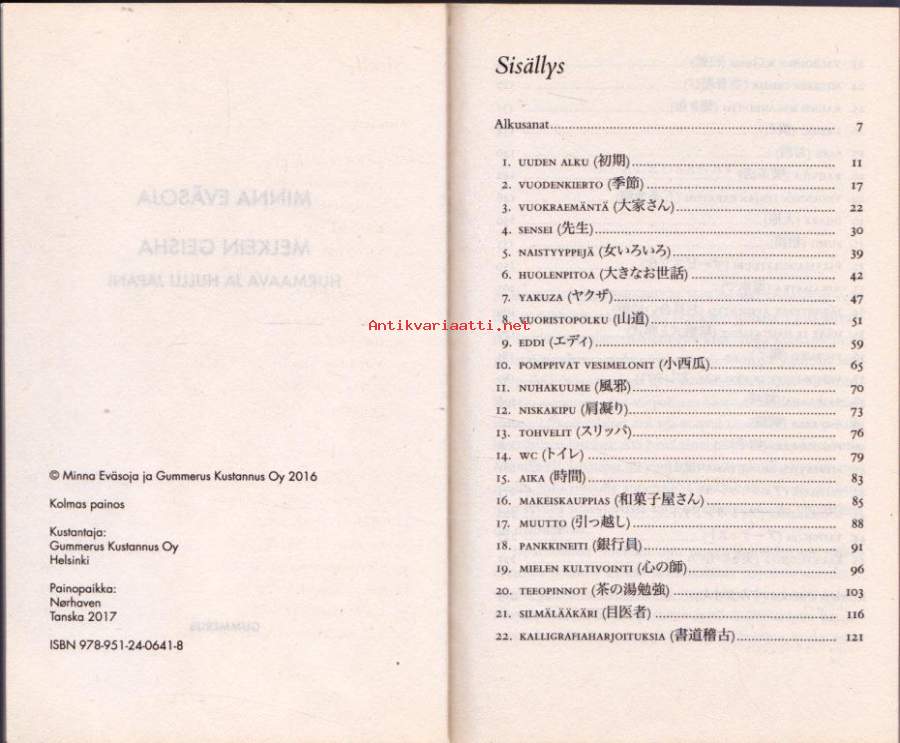 MINNA EVÄSOJA
MELKEIN GEISHA
HURMAAVA JA HULLU JAPANI
GUMMERUS
© Minna Eväsoja ja Gummerus Kustannus Oy 2016
Kolmas painos
Kustantaja:
Gummerus Kustannus Oy
Helsinki
Painopaikka:
Nørhaven
Tanska 2017
ISBN 978-951-24-0641-8
Antikvariaatti.net
Sisällys
Alkusanat 7
1. UUDEN ALKU (初期) 11
2. VUODENKIERTO (季節) 17
3. VUOKRAEMÄNTÄ (大家さん) 22
4. SENSEI (先生) 30
5. NAISTYYPPEJÄ (女いろいろ) 39
6. HUOLENPITOA (大きなお世話) 42
7. YAKUZA (ヤクザ) 47
8. VUORISTOPOLKU (山道) 51
9. EDDI (エディ) 59
10. POMPPIVAT VESIMELONIT (小西瓜) 65
11. NUHAKUUME (風邪) 70
12. NISKAKIPU (肩凝り) 73
13. TOHVELIT (スリッパ) 76
14. WC (トイレ) 79
15. AIKA (時間) 83
16. MAKEISKAUPPIAS (和菓子屋さん) 85
17. MUUTTO (引っ越し) 88
18. PANKKINEITI (銀行員) 91
19. MIELEN KULTIVOINTI (心の師) 96
20. TEEOPINNOT (茶の湯勉強) 103
21. SILMÄLÄÄKÄRI (目医者) 116
22. KALLIGRAFIAHARJOITUKSIA (書道稽古) 121